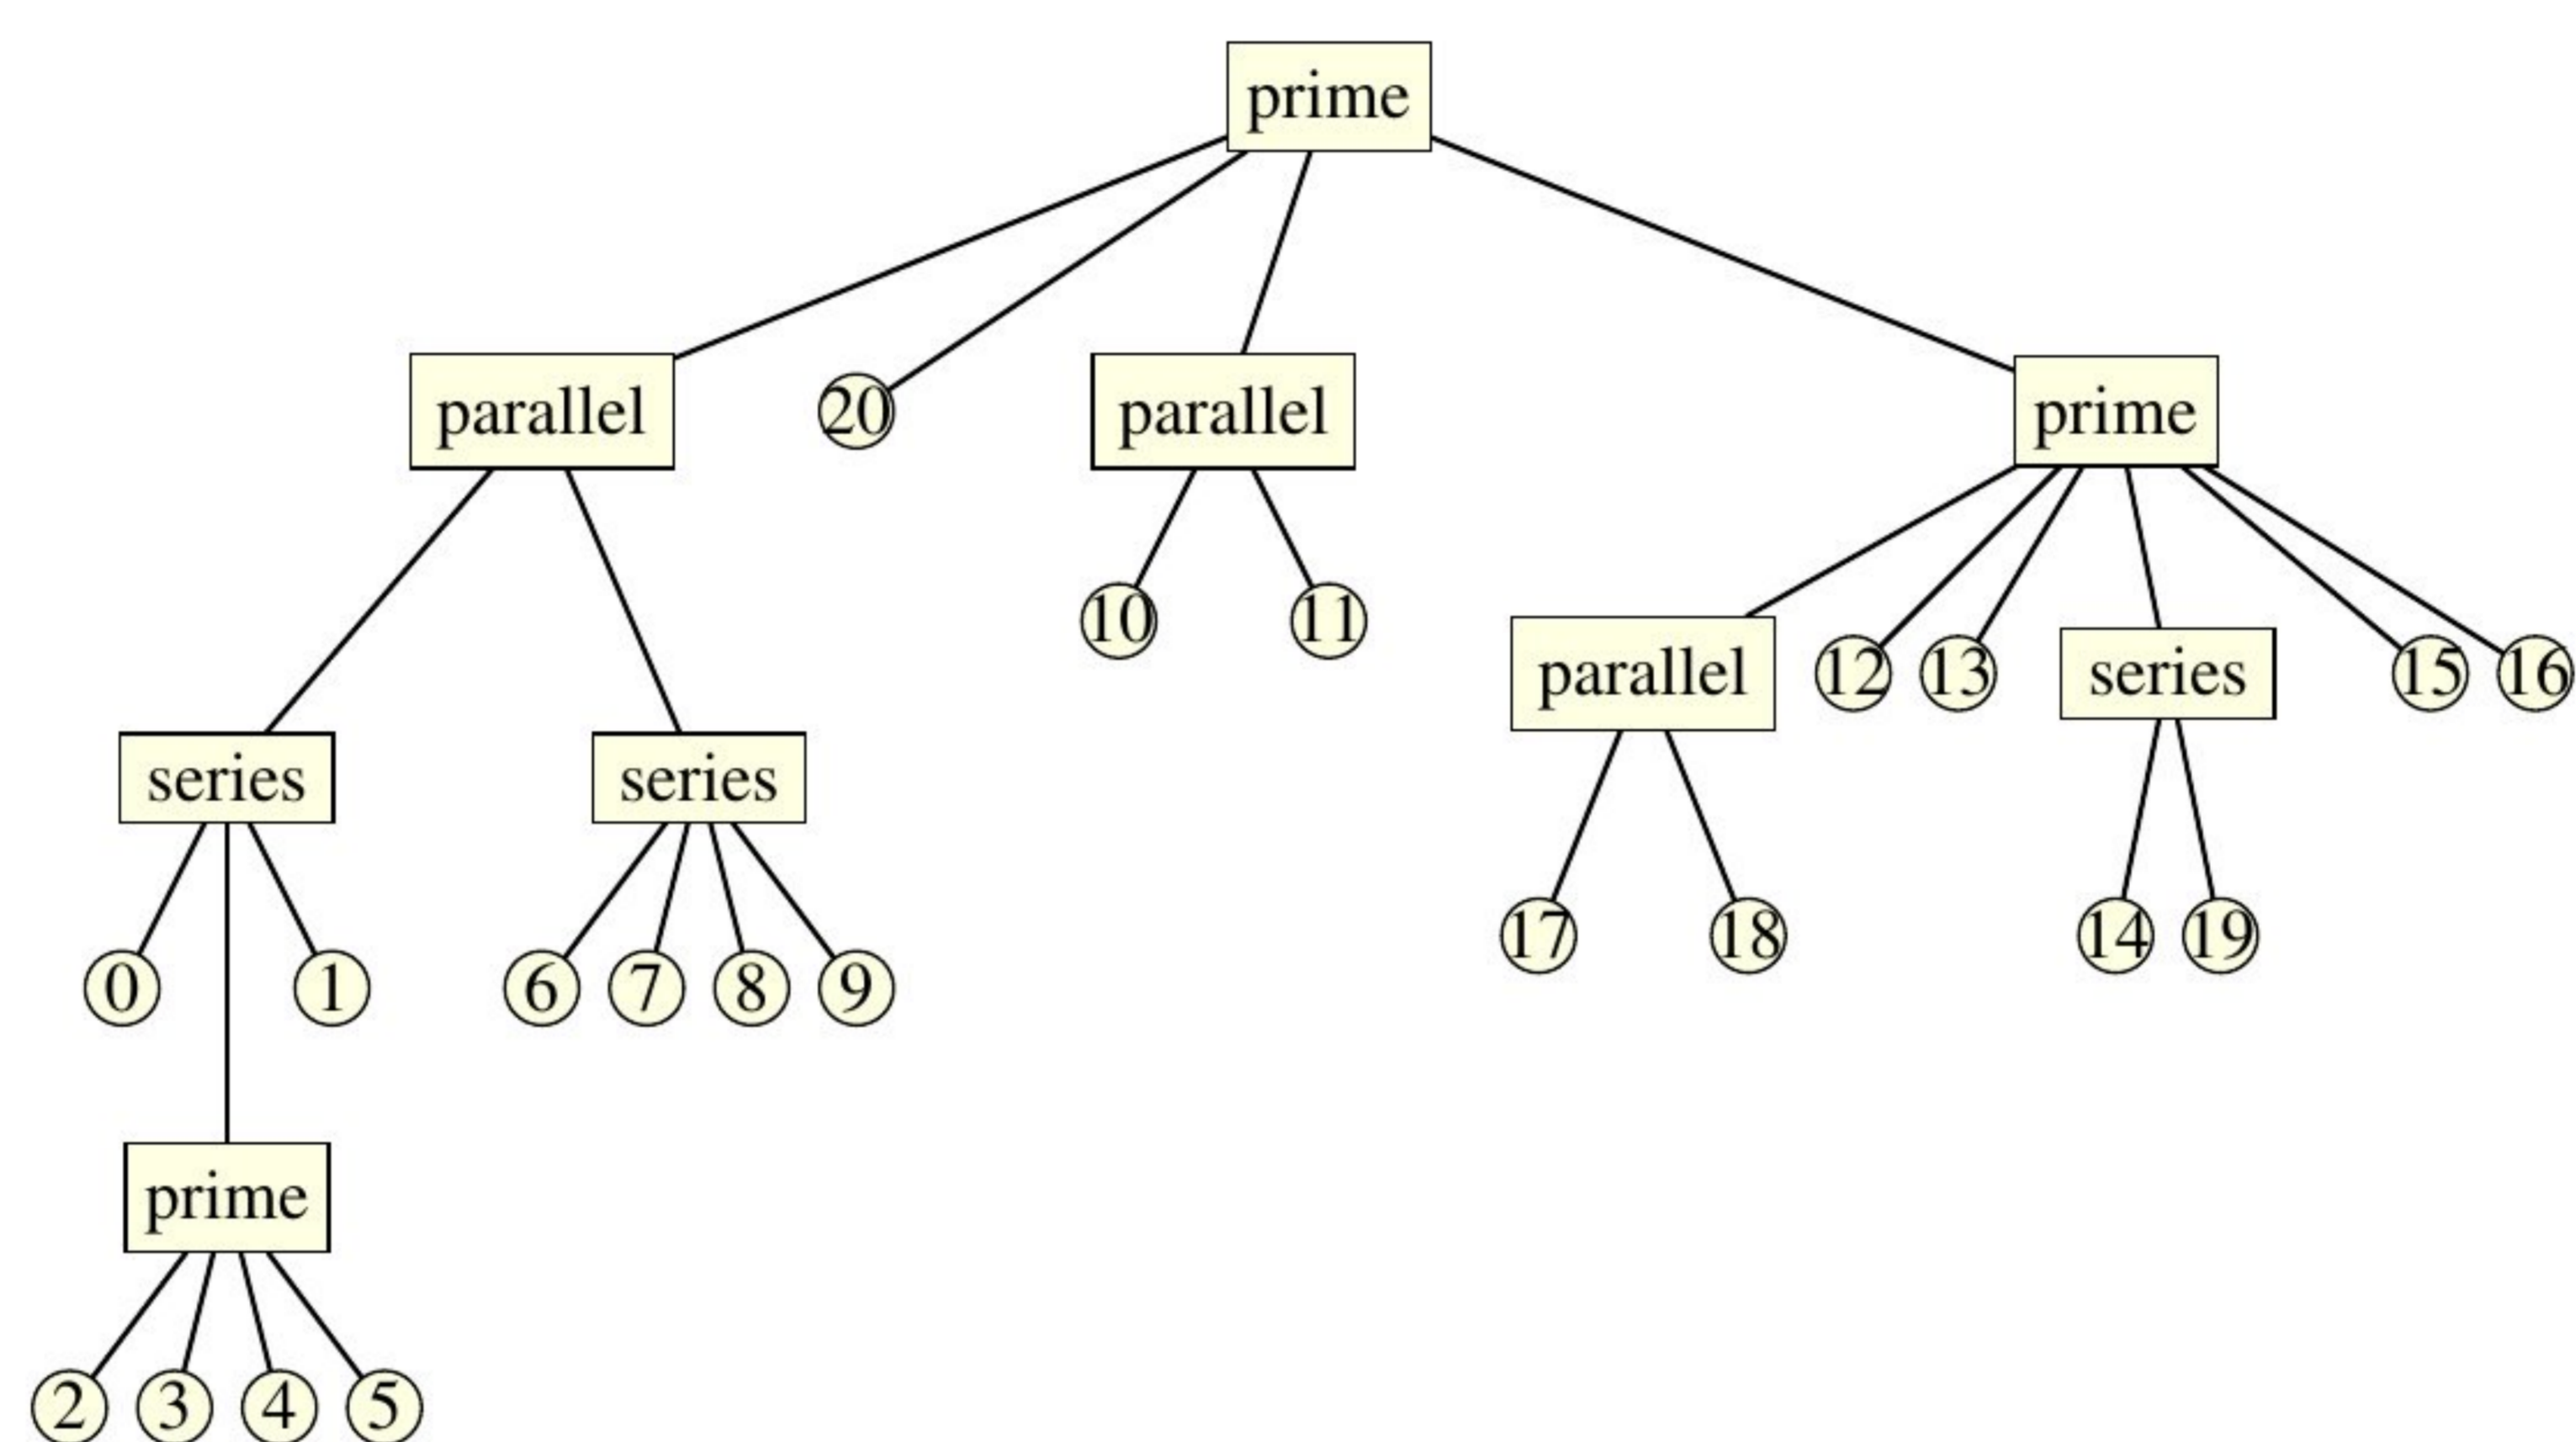 prime
parallel 20 parallel prime
10 11
parallel 12 13 series 15 16
series series
17 18 14 19
0 1 6 7 8 9
prime
2 3 4 5